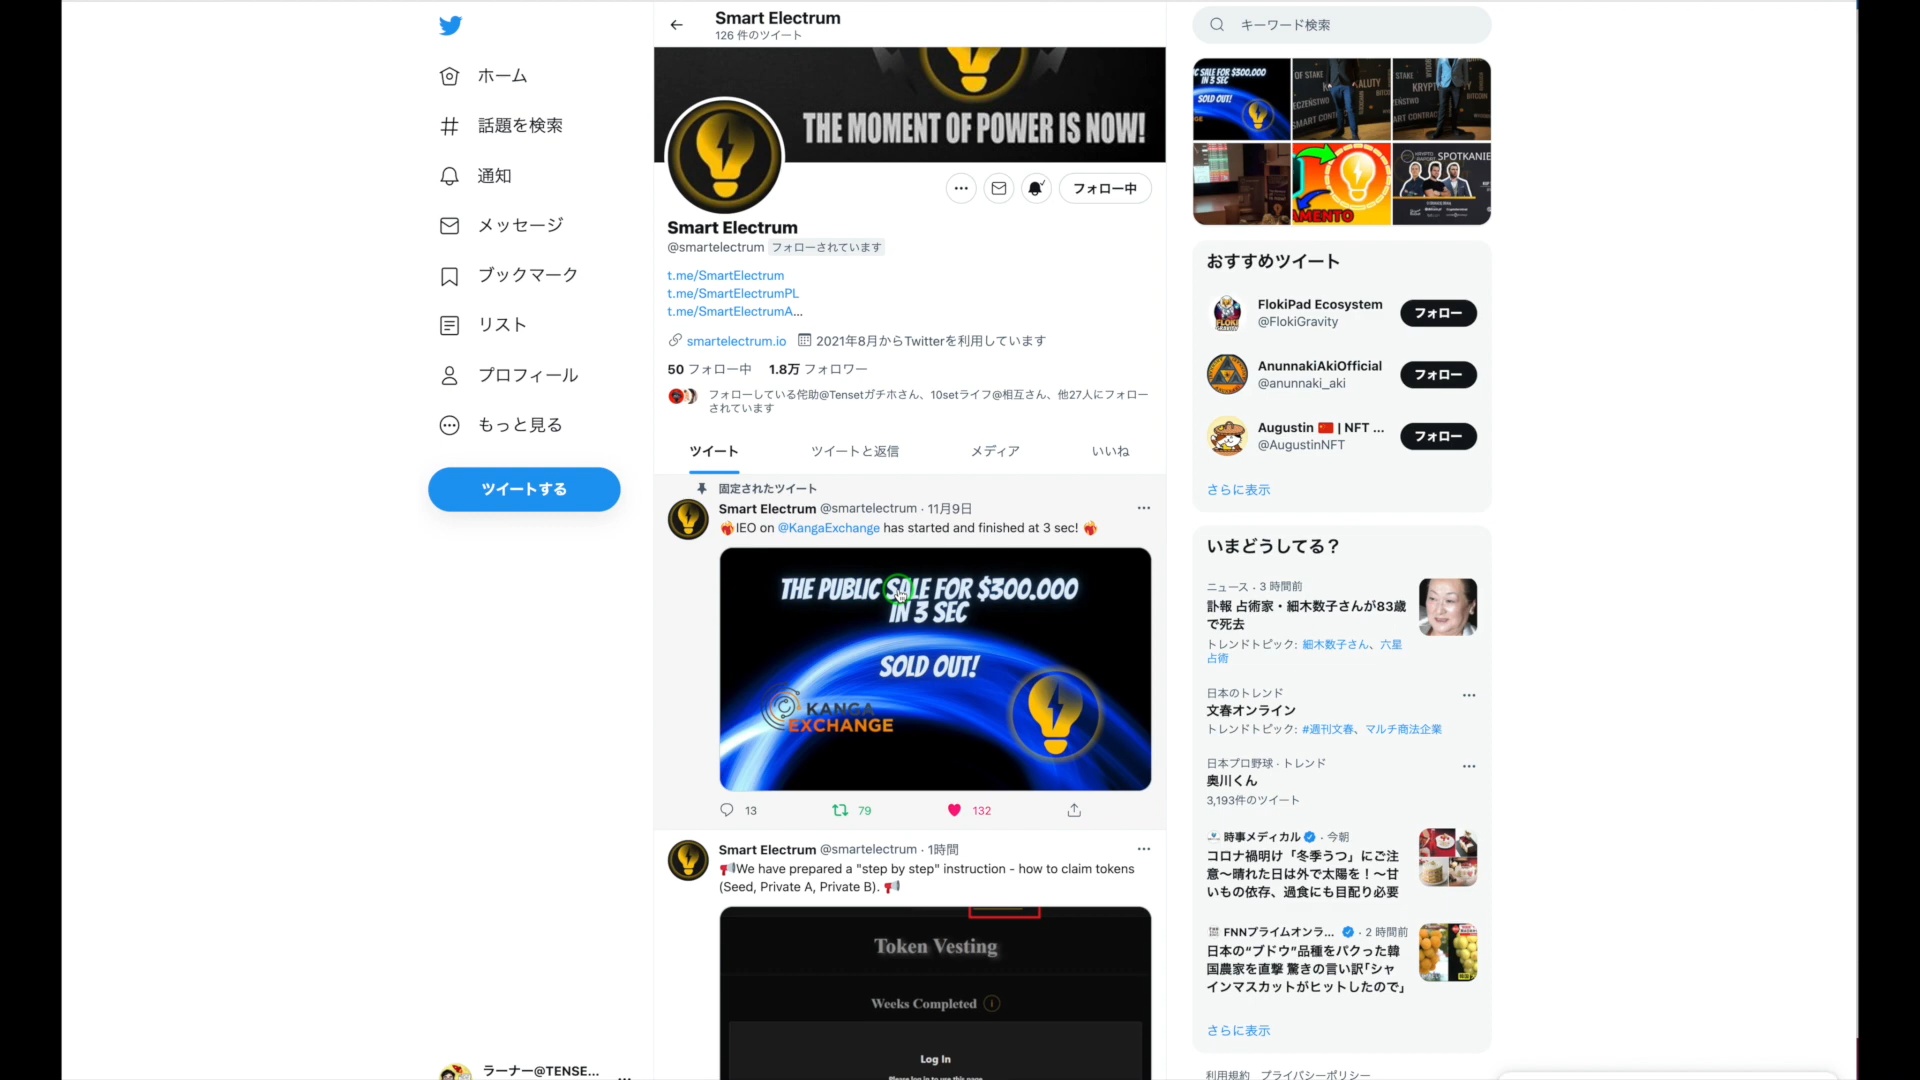 ホーム
話題を検索
通知
メッセージ
ブックマーク
リスト
プロフィール
もっと見る
ツイートする
ラーナー@TENSE...
Smart Electrum
126 件のツイート
THE MOMENT OF POWER IS NOW!
フォロー中
Smart Electrum
@smartelectrum フォローされています
t.me/SmartElectrum
t.me/SmartElectrumPL
t.me/SmartElectrumA...
smartelectrum.io 2021年8月からTwitterを利用しています
50 フォロー中 1.8万 フォロワー
フォローしている侘助@Tensetガチホさん、10setライフ@相互さん、他27人にフォロー
されています
ツイート ツイートと返信 メディア いいね
固定されたツイート
Smart Electrum @smartelectrum · 11月9日
IEO on @KangaExchange has started and finished at 3 sec!
THE PUBLIC SALE FOR $300.000
IN 3 SEC
SOLD OUT!
KANGA
EXCHANGE
13 79 132
Smart Electrum @smartelectrum · 1時間
We have prepared a "step by step" instruction - how to claim tokens
(Seed, Private A, Private B).
Token Vesting
Weeks Completed
Log In
Please log in to use this page
キーワード検索
C SALE FOR $300,000
IN 3 SEC
SOLD OUT!
OF STAKE
ALUTY
SMART CONTR
STAKE
KRYPT
BITCOIN
ART CONTRAC
AMENTO
SPOTKANIE
おすすめツイート
FlokiPad Ecosystem
@FlokiGravity
フォロー
AnunnakiAkiOfficial
@anunnaki_aki
フォロー
Augustin 🇨🇳 | NFT ...
@AugustinNFT
フォロー
さらに表示
いまどうしてる？
ニュース · 3 時間前
訃報 占術家・細木数子さんが83歳
で死去
トレンドトピック: 細木数子さん、六星
占術
日本のトレンド
文春オンライン
トレンドトピック: #週刊文春、マルチ商法企業
日本プロ野球 · トレンド
奥川くん
3,193件のツイート
時事メディカル · 今朝
コロナ禍明け「冬季うつ」にご注
意～晴れた日は外で太陽を！～甘
いもの依存、過食にも目配り必要
FNNプライムオンラ... · 2 時間前
日本の“ブドウ”品種をパクった韓
国農家を直撃 驚きの言い訳「シャ
インマスカットがヒットしたので」
さらに表示
利用規約 プライバシーポリシー